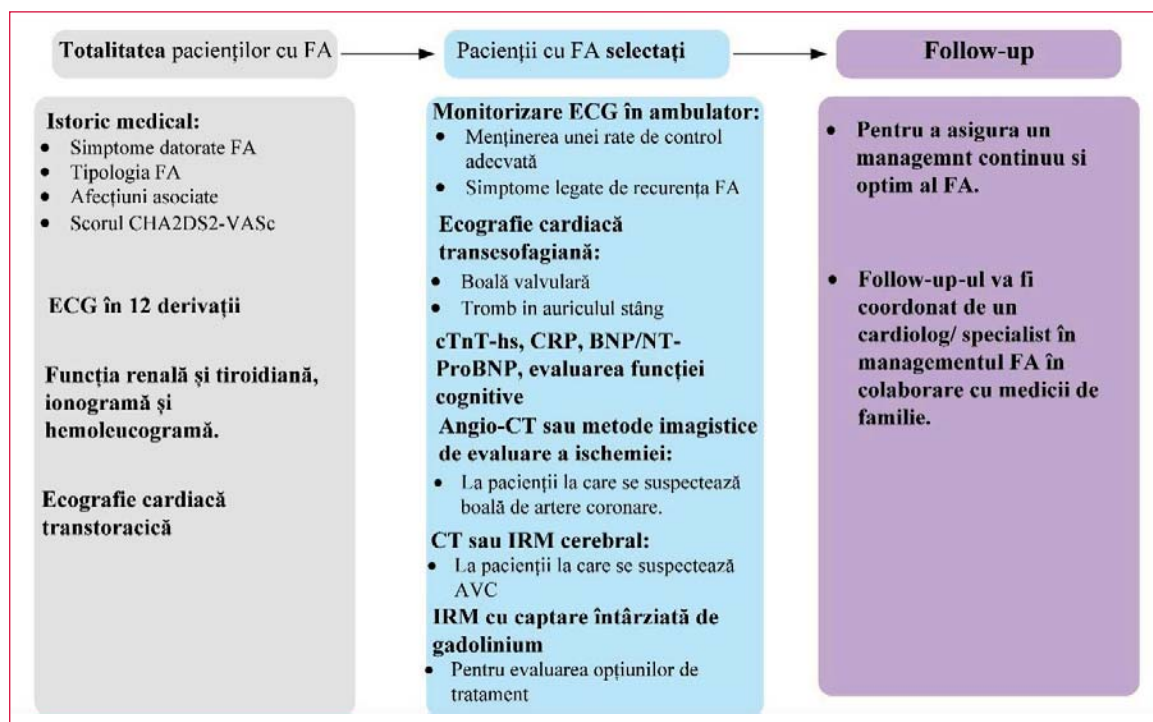 Totalitatea pacienților cu FA
Pacienții cu FA selectați
Follow-up
Istoric medical:
• Simptome datorate FA
• Tipologia FA
• Afecțiuni asociate
• Scorul CHA2DS2-VASc
ECG în 12 derivații
Funcția renală și tiroidiană,
ionogramă și
hemoleucogramă.
Ecografie cardiacă
transtoracică
Monitorizare ECG în ambulator:
• Menținerea unei rate de control
adecvată
• Simptome legate de recurența FA
Ecografie cardiacă
transesofagiană:
• Boală valvulară
• Tromb in auriculul stâng
cTnT-hs, CRP, BNP/NT-
ProBNP, evaluarea funcției
cognitive
Angio-CT sau metode imagistice
de evaluare a ischemiei:
• La pacienții la care se suspectează
boală de artere coronare.
CT sau IRM cerebral:
• La pacienții la care se suspectează
AVC
IRM cu captare întârziată de
gadolinium
• Pentru evaluarea opțiunilor de
tratament
• Pentru a asigura un
managemnt continuu si
optim al FA.
• Follow-up-ul va fi
coordonat de un
cardiolog/ specialist în
managementul FA în
colaborare cu medicii de
familie.